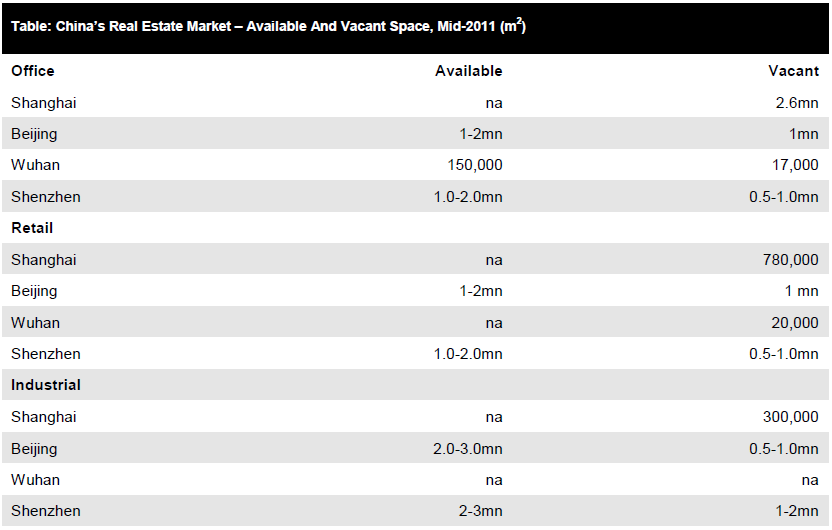 Table: China's Real Estate Market – Available And Vacant Space, Mid-2011 (m²)
Office Available Vacant
Shanghai na 2.6mn
Beijing 1-2mn 1mn
Wuhan 150,000 17,000
Shenzhen 1.0-2.0mn 0.5-1.0mn
Retail
Shanghai na 780,000
Beijing 1-2mn 1 mn
Wuhan na 20,000
Shenzhen 1.0-2.0mn 0.5-1.0mn
Industrial
Shanghai na 300,000
Beijing 2.0-3.0mn 0.5-1.0mn
Wuhan na na
Shenzhen 2-3mn 1-2mn